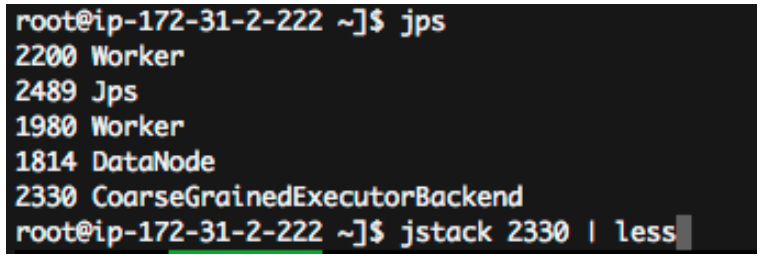 root@ip-172-31-2-222 ~]$ jps
2200 Worker
2489 Jps
1980 Worker
1814 DataNode
2330 CoarseGrainedExecutorBackend
root@ip-172-31-2-222 ~]$ jstack 2330 | less